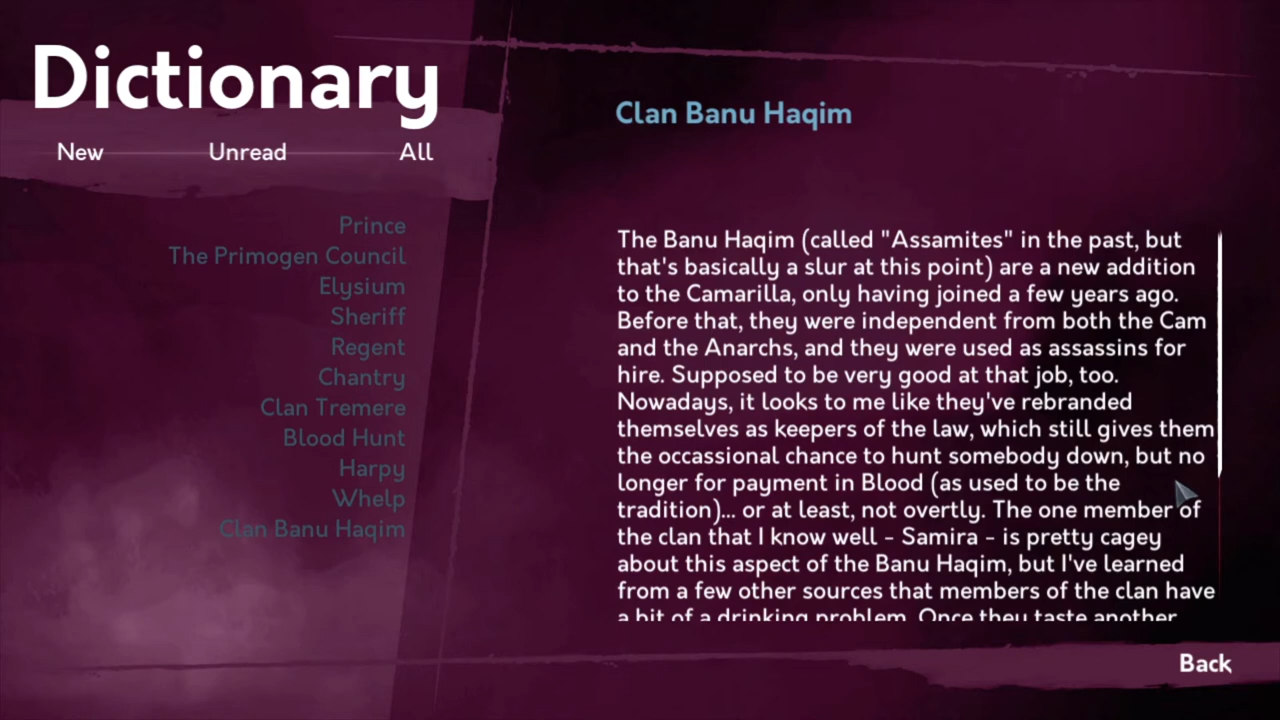 Dictionary
New Unread All
Prince
The Primogen Council
Elysium
Sheriff
Regent
Chantry
Clan Tremere
Blood Hunt
Harpy
Whelp
Clan Banu Haqim
Clan Banu Haqim
The Banu Haqim (called "Assamites" in the past, but
that's basically a slur at this point) are a new addition
to the Camarilla, only having joined a few years ago.
Before that, they were independent from both the Cam
and the Anarchs, and they were used as assassins for
hire. Supposed to be very good at that job, too.
Nowadays, it looks to me like they've rebranded
themselves as keepers of the law, which still gives them
the occassional chance to hunt somebody down, but no
longer for payment in Blood (as used to be the
tradition)... or at least, not overtly. The one member of
the clan that I know well - Samira - is pretty cagey
about this aspect of the Banu Haqim, but I've learned
from a few other sources that members of the clan have
a bit of a drinking problem. Once they taste another
Back